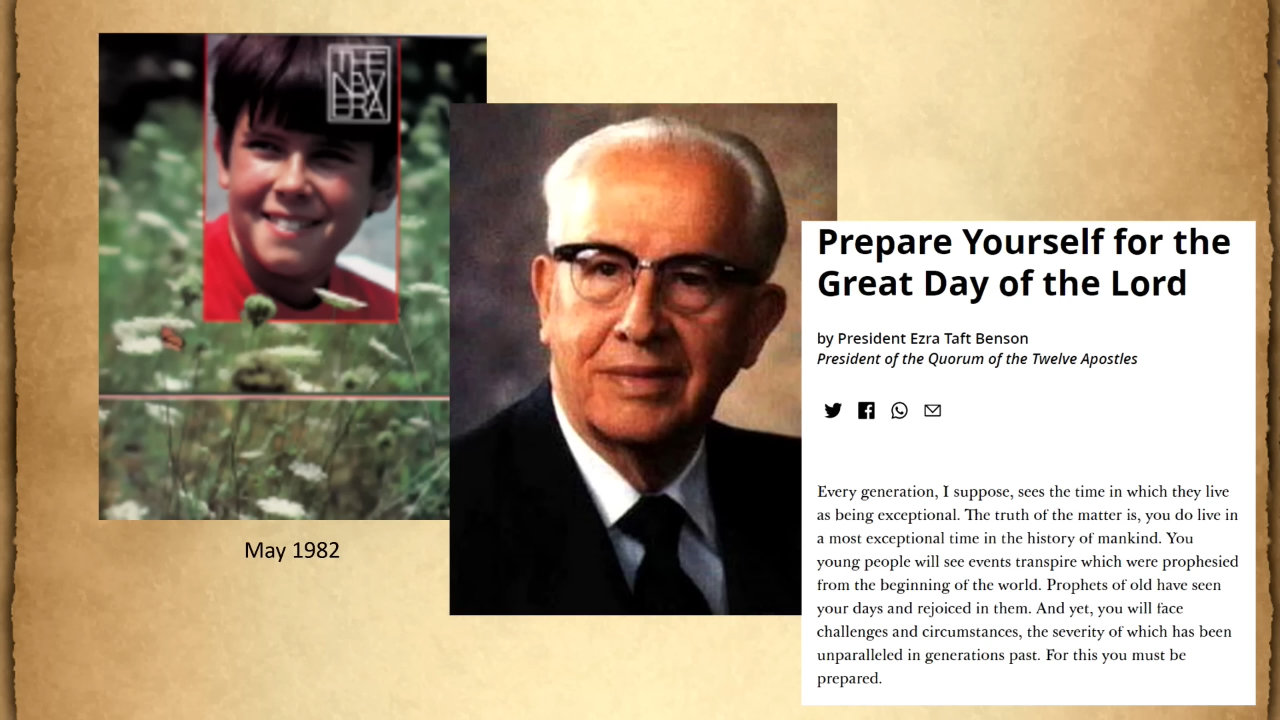 THE
NEW
ERA
May 1982
Prepare Yourself for the
Great Day of the Lord
by President Ezra Taft Benson
President of the Quorum of the Twelve Apostles
Every generation, I suppose, sees the time in which they live
as being exceptional. The truth of the matter is, you do live in
a most exceptional time in the history of mankind. You
young people will see events transpire which were prophesied
from the beginning of the world. Prophets of old have seen
your days and rejoiced in them. And yet, you will face
challenges and circumstances, the severity of which has been
unparalleled in generations past. For this you must be
prepared.